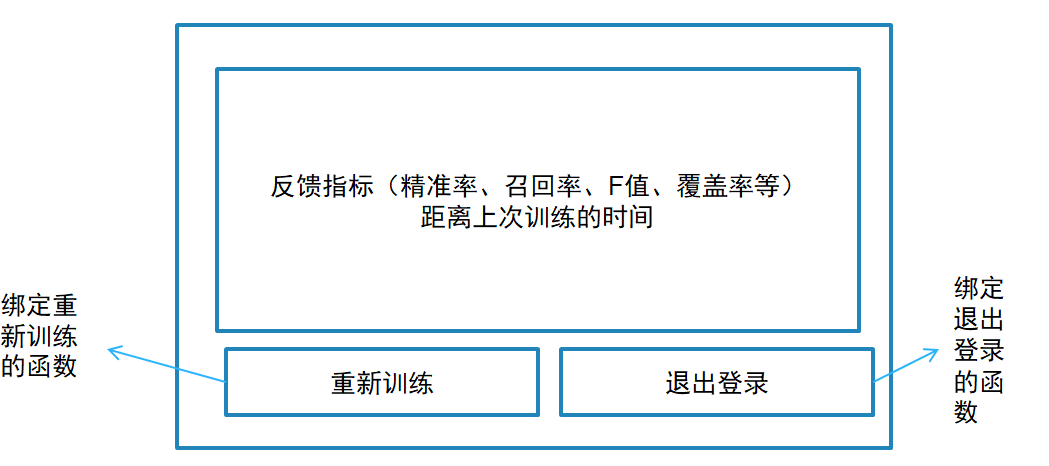 反馈指标（精准率、召回率、F值、覆盖率等）
距离上次训练的时间
绑定重
新训练
的函数
重新训练
退出登录
绑定
退出
登录
的函
数